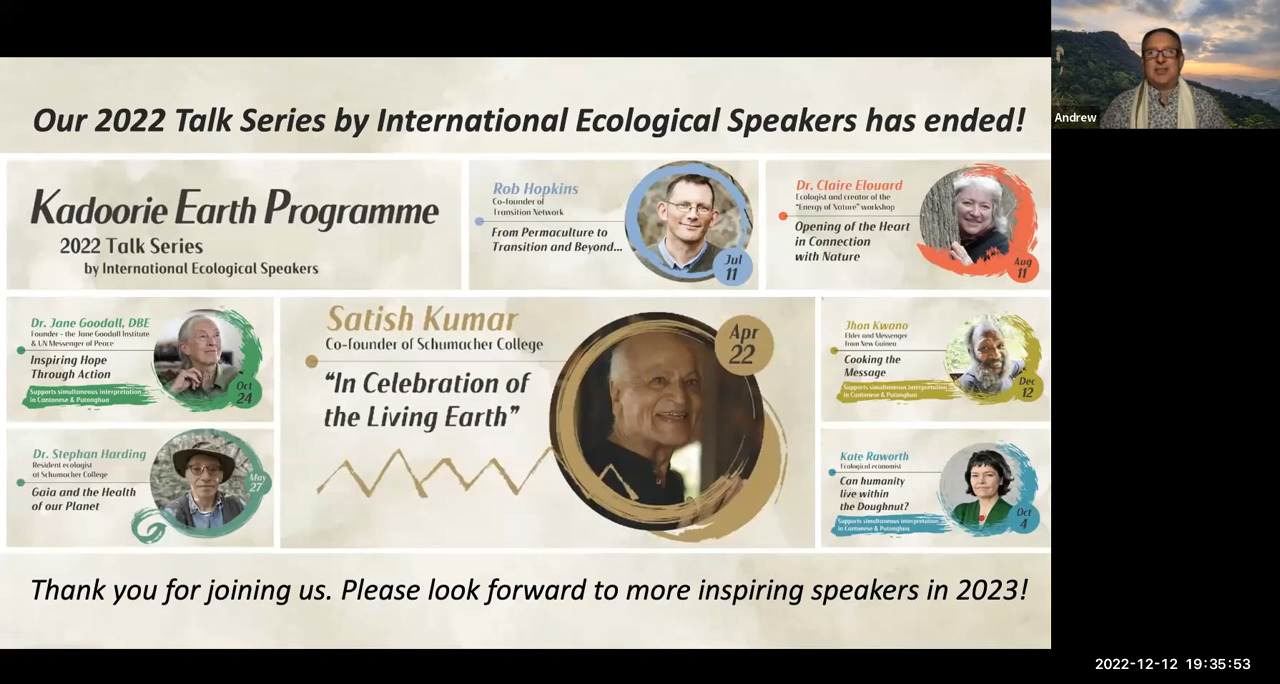 Our 2022 Talk Series by International Ecological Speakers has ended!
Andrew
Kadoorie Earth Programme
2022 Talk Series
by International Ecological Speakers
Rob Hopkins
Co-founder of
Transition Network
From Permaculture to
Transition and Beyond...
Jul
11
Dr. Claire Elouard
Ecologist and creator of the
"Energy of Nature" workshop
Opening of the Heart
in Connection
with Nature
Aug
11
Dr. Jane Goodall, DBE
Founder - the Jane Goodall Institute
& UN Messenger of Peace
Inspiring Hope
Through Action
Supports simultaneous interpretation
in Cantonese & Putonghua
Oct
24
Satish Kumar
Co-founder of Schumacher College
"In Celebration of
the Living Earth"
Apr
22
Jhon Kwano
Elder and Messenger
from New Guinea
Cooking the
Message
Supports simultaneous interpretation
in Cantonese & Putonghua
Dec
12
Dr. Stephan Harding
Resident ecologist
at Schumacher College
Gaia and the Health
of our Planet
May
27
Kate Raworth
Ecological economist
Can humanity
live within
the Doughnut?
Supports simultaneous interpretation
in Cantonese & Putonghua
Oct
4
Thank you for joining us. Please look forward to more inspiring speakers in 2023!
2022-12-12 19:35:53